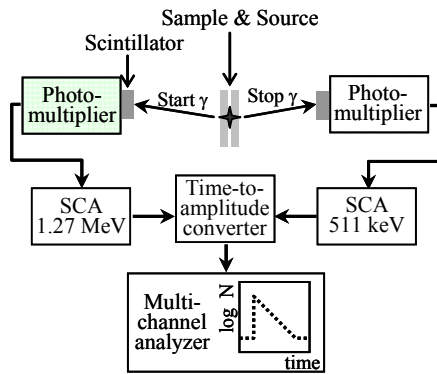 Sample & Source
Scintillator
Photo-
multiplier
Start γ
Stop γ
Photo-
multiplier
SCA
1.27 MeV
Time-to-
amplitude
converter
SCA
511 keV
Multi-
channel
analyzer
log N
time